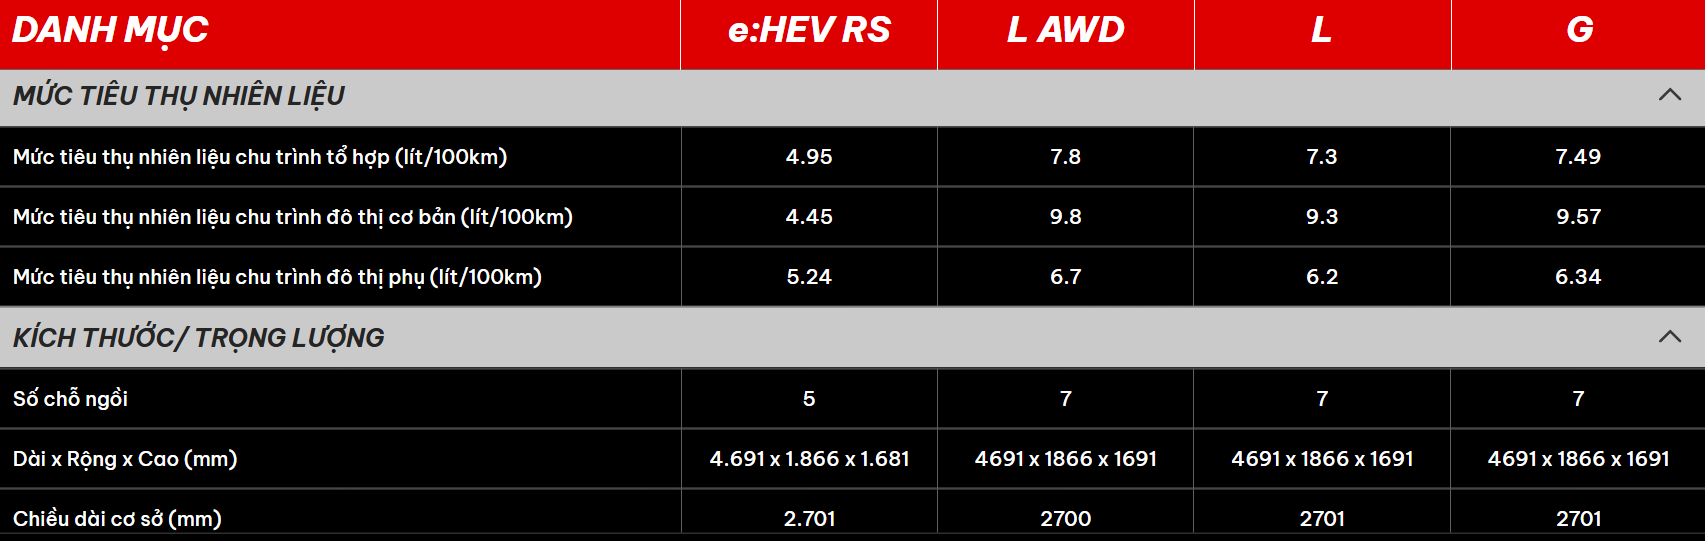 DANH MỤC e:HEV RS L AWD L G
MỨC TIÊU THỤ NHIÊN LIỆU
Mức tiêu thụ nhiên liệu chu trình tổ hợp (lít/100km) 4.95 7.8 7.3 7.49
Mức tiêu thụ nhiên liệu chu trình đô thị cơ bản (lít/100km) 4.45 9.8 9.3 9.57
Mức tiêu thụ nhiên liệu chu trình đô thị phụ (lít/100km) 5.24 6.7 6.2 6.34
KÍCH THƯỚC/ TRỌNG LƯỢNG
Số chỗ ngồi 5 7 7 7
Dài x Rộng x Cao (mm) 4.691 x 1.866 x 1.681 4691 x 1866 x 1691 4691 x 1866 x 1691 4691 x 1866 x 1691
Chiều dài cơ sở (mm) 2.701 2700 2701 2701